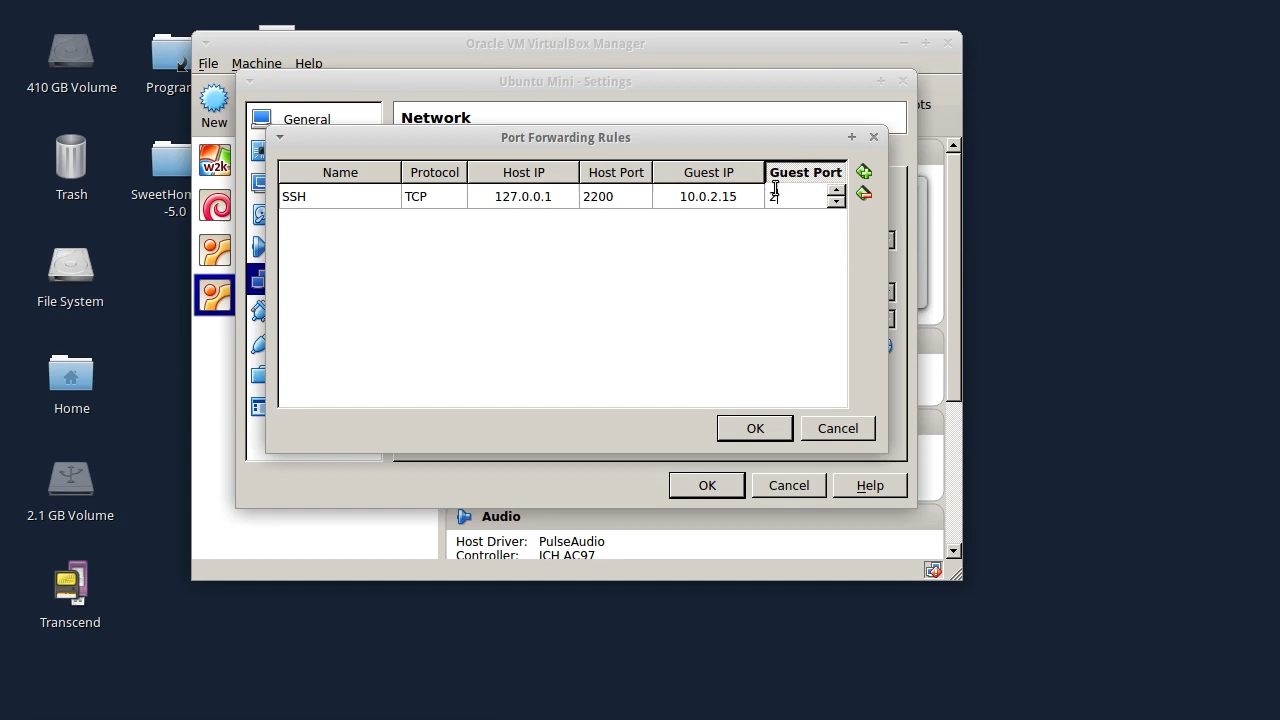 410 GB Volume
Trash
File System
Home
2.1 GB Volume
Transcend
Program
SweetHom
-5.0
Oracle VM VirtualBox Manager
File Machine Help
New
w2k
ots
Ubuntu Mini - Settings
General
Network
Port Forwarding Rules
Name Protocol Host IP Host Port Guest IP Guest Port
SSH TCP 127.0.0.1 2200 10.0.2.15 2
OK Cancel
OK Cancel Help
Audio
Host Driver: PulseAudio
Controller: ICH AC97